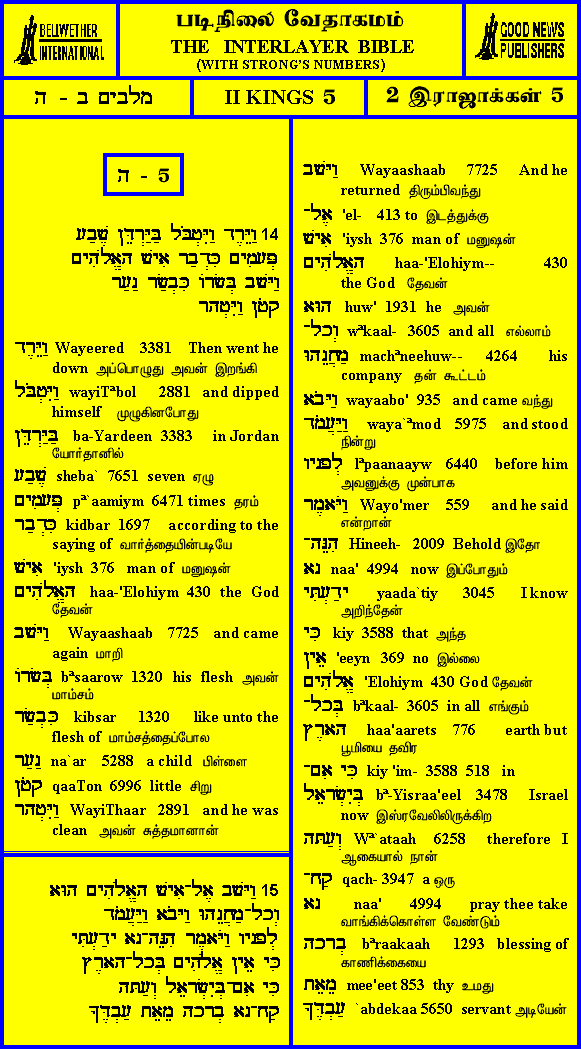 BELLWETHER
INTERNATIONAL
படிநிலை வேதாகமம்
THE INTERLAYER BIBLE
(WITH STRONG'S NUMBERS)
GOOD NEWS
PUBLISHERS
מלבים ב - ה
II KINGS 5
2 இராஜாக்கள் 5
ה - 5
14 וַיֵּרֶד וַיִּטְבֹּל בַּיַּרְדֵּן שֶׁבַע
פְּעָמִים כִּדְבַר אִישׁ הָאֱלֹהִים
וַיָּשָׁב בְּשָׂרוֹ כִּבְשַׂר נַעַר
קָטֹן וַיִּטְהָר
וַיֵּרֶד Wayeered 3381 Then went he
down அப்பொழுது அவன் இறங்கி
וַיִּטְבֹּל wayiTªbol 2881 and dipped
himself முழுகினபோது
בַּיַּרְדֵּן ba-Yardeen 3383 in Jordan
யோர்தானில்
שֶׁבַע sheba` 7651 seven ஏழு
פְּעָמִים pª`aamiym 6471 times தரம்
כִּדְבַר kidbar 1697 according to the
saying of வார்த்தையின்படியே
אִישׁ 'iysh 376 man of மனுஷன்
הָאֱלֹהִים haa-'Elohiym 430 the God
தேவன்
וַיָּשָׁב Wayaashaab 7725 and came
again மாறி
בְּשָׂרוֹ bªsaarow 1320 his flesh அவன்
மாம்சம்
כִּבְשַׂר kibsar 1320 like unto the
flesh of மாம்சத்தைப்போல
נַעַר na`ar 5288 a child பிள்ளை
קָטֹן qaaTon 6996 little சிறு
וַיִּטְהָר WayiThaar 2891 and he was
clean அவன் சுத்தமானான்
15 וַיָּשָׁב אֶל־אִישׁ הָאֱלֹהִים הוּא
וְכָל־מַחֲנֵהוּ וַיָּבֹא וַיַּעֲמֹד
לְפָנָיו וַיֹּאמֶר הִנֵּה־נָא יָדַעְתִּי
כִּי אֵין אֱלֹהִים בְּכָל־הָאָרֶץ
כִּי אִם־בְּיִשְׂרָאֵל וְעַתָּה
קַח־נָא בְרָכָה מֵאֵת עַבְדֶּךָ
וַיָּשָׁב Wayaashaab 7725 And he
returned திரும்பிவந்து
אֶל־ 'el- 413 to இடத்துக்கு
אִישׁ 'iysh 376 man of மனுஷன்
הָאֱלֹהִים haa-'Elohiym-- 430
the God தேவன்
הוּא huw' 1931 he அவன்
וְכָל־ wªkaal- 3605 and all எல்லாம்
מַחֲנֵהוּ machªneehuw-- 4264 his
company தன் கூட்டம்
וַיָּבֹא wayaabo' 935 and came வந்து
וַיַּעֲמֹד waya`ªmod 5975 and stood
நின்று
לְפָנָיו lªpaanaayw 6440 before him
அவனுக்கு முன்பாக
וַיֹּאמֶר Wayo'mer 559 and he said
என்றான்
הִנֵּה־ Hineeh- 2009 Behold இதோ
נָא naa' 4994 now இப்போதும்
יָדַעְתִּי yaada`tiy 3045 I know
அறிந்தேன்
כִּי kiy 3588 that அந்த
אֵין 'eeyn 369 no இல்லை
אֱלֹהִים 'Elohiym 430 God தேவன்
בְּכָל־ bªkaal- 3605 in all எங்கும்
הָאָרֶץ haa'aarets 776 earth but
பூமியை தவிர
כִּי אִם־ kiy 'im- 3588 518 in
בְּיִשְׂרָאֵל bª-Yisraa'eel 3478 Israel
now இஸ்ரவேலிலிருக்கிற
וְעַתָּה Wª`ataah 6258 therefore I
ஆகையால் நான்
קַח־ qach- 3947 a ஒரு
נָא naa' 4994 pray thee take
வாங்கிக்கொள்ள வேண்டும்
בְרָכָה bªraakaah 1293 blessing of
காணிக்கையை
מֵאֵת mee'eet 853 thy உமது
עַבְדֶּךָ `abdekaa 5650 servant அடியேன்